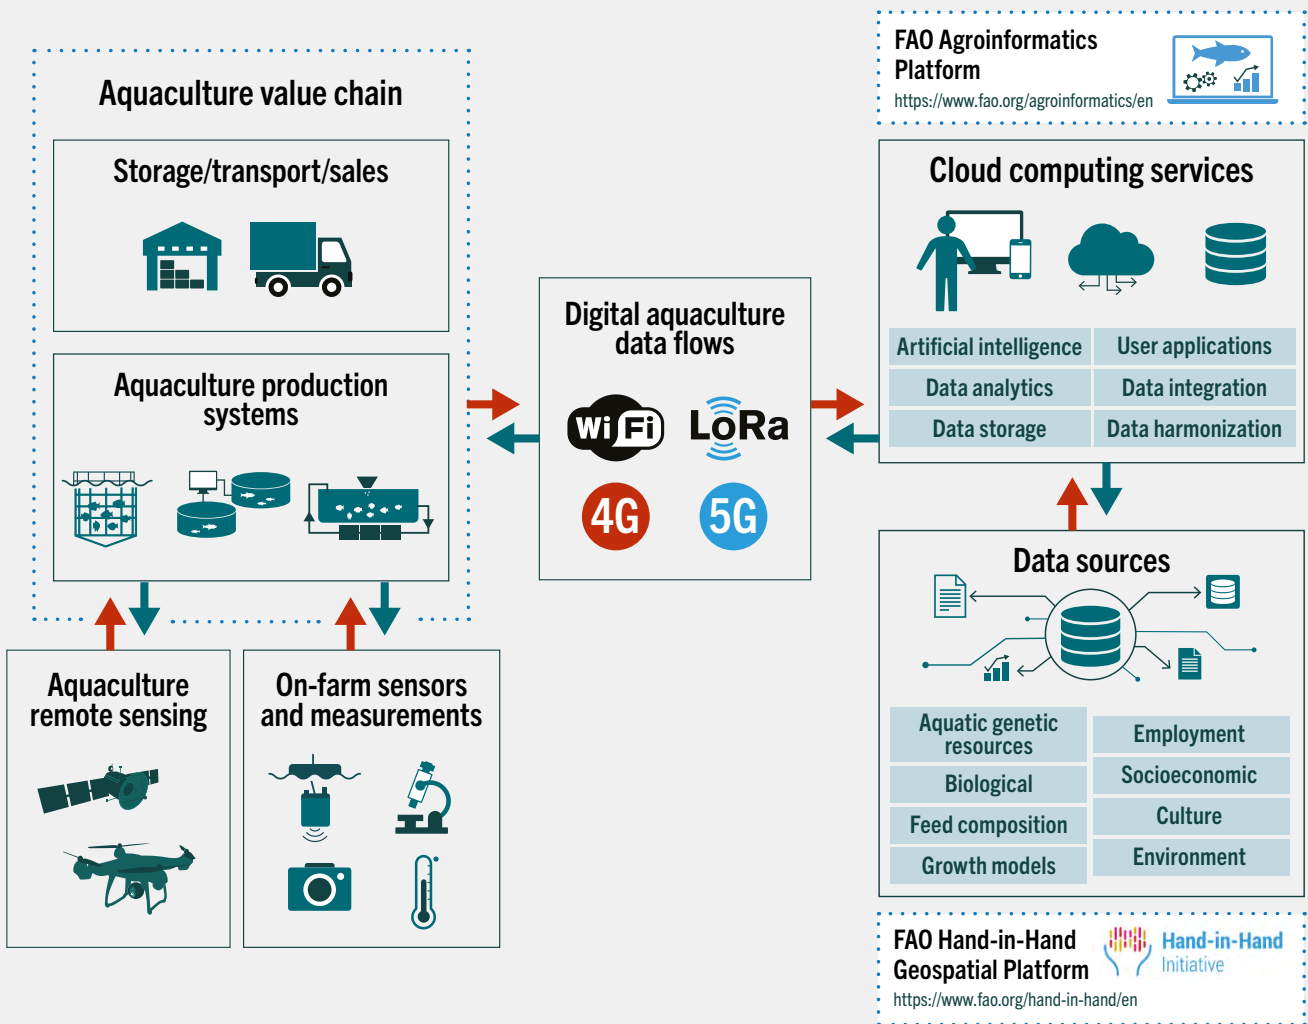 Aquaculture value chain
Storage/transport/sales
Aquaculture production
systems
Aquaculture
remote sensing
On-farm sensors
and measurements
Digital aquaculture
data flows
Wi Fi
LoRa
4G
5G
FAO Agroinformatics
Platform
https://www.fao.org/agroinformatics/en
Cloud computing services
Artificial intelligence
User applications
Data analytics
Data integration
Data storage
Data harmonization
Data sources
Aquatic genetic
resources
Biological
Feed composition
Growth models
Employment
Socioeconomic
Culture
Environment
FAO Hand-in-Hand
Geospatial Platform
https://www.fao.org/hand-in-hand/en
Hand-in-Hand
Initiative